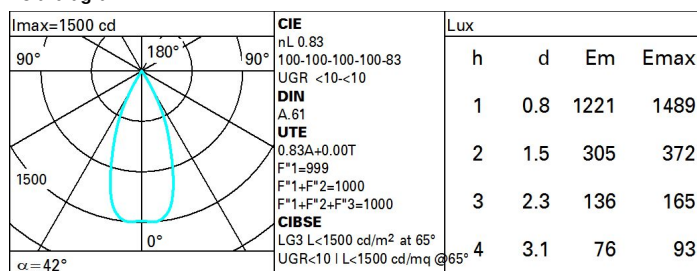 Imax=1500 cd
90°
180°
90°
1500
0°
α=42°
CIE
nL 0.83
100-100-100-100-83
UGR <10-<10
DIN
A.61
UTE
0.83A+0.00T
F"1=999
F"1+F"2=1000
F"1+F"2+F"3=1000
CIBSE
LG3 L<1500 cd/m² at 65°
UGR<10 | L<1500 cd/mq @65°
Lux
h d Em Emax
1 0.8 1221 1489
2 1.5 305 372
3 2.3 136 165
4 3.1 76 93